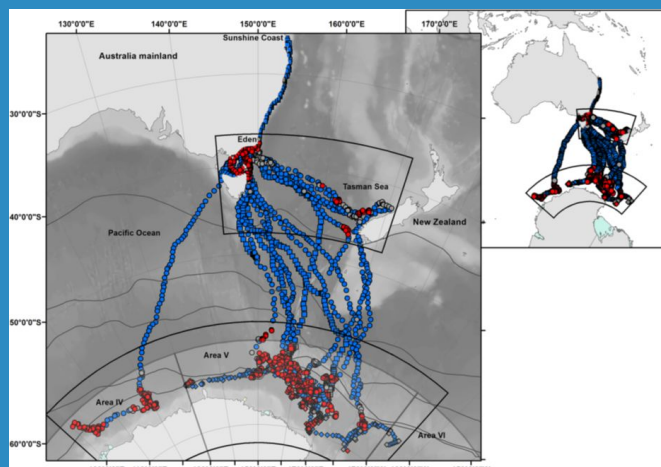 130°0'0"E 140°0'0"E 150°0'0"E 160°0'0"E 170°0'0"E
Sunshine Coast
Australia mainland
30°0'0"S
Eden
Tasman Sea
40°0'0"S
New Zealand
Pacific Ocean
50°0'0"S
Area V
Area IV
Area VI
60°0'0"S